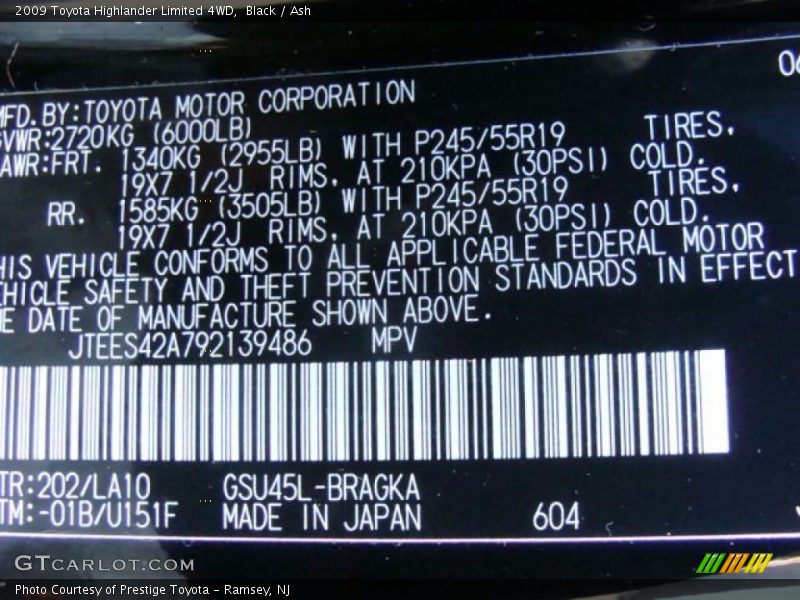 2009 Toyota Highlander Limited 4WD, Black / Ash
06
MFD.BY:TOYOTA MOTOR CORPORATION
GVWR:2720KG (6000LB)
AWR:FRT. 1340KG (2955LB) WITH P245/55R19 TIRES,
19X7 1/2J RIMS, AT 210KPA (30PSI) COLD.
RR. 1585KG (3505LB) WITH P245/55R19 TIRES,
19X7 1/2J RIMS, AT 210KPA (30PSI) COLD.
HIS VEHICLE CONFORMS TO ALL APPLICABLE FEDERAL MOTOR
EHICLE SAFETY AND THEFT PREVENTION STANDARDS IN EFFECT
E DATE OF MANUFACTURE SHOWN ABOVE.
JTEES42A792139486 MPV
TR:202/LA10 GSU45L-BRAGKA
TM:-01B/U151F MADE IN JAPAN 604
GTCARLOT.COM
Photo Courtesy of Prestige Toyota - Ramsey, NJ